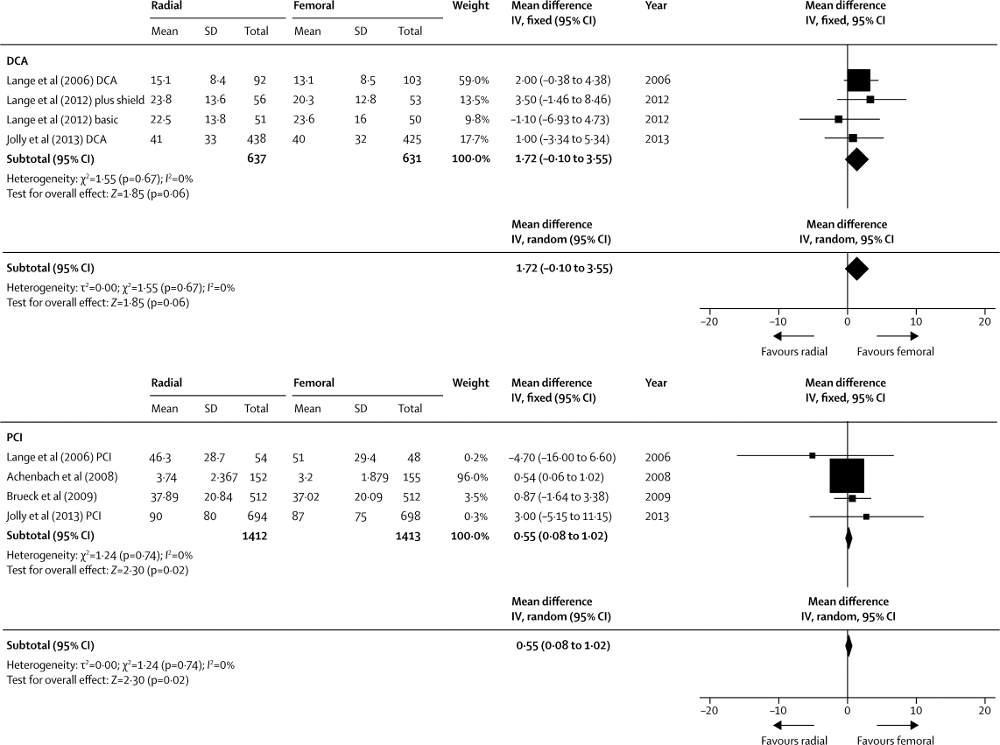 Radial Femoral Weight Mean difference Year Mean difference
IV, fixed (95% CI) IV, fixed (95% CI)
Mean SD Total Mean SD Total
DCA
Lange et al (2006) DCA 15·1 8·4 92 13·1 8·5 103 59·0% 2·00 (–0·38 to 4·38) 2006
Lange et al (2012) plus shield 23·8 13·6 56 20·3 12·8 53 13·5% 3·50 (–1·46 to 8·46) 2012
Lange et al (2012) basic 22·5 13·8 51 23·6 16 50 9·8% –1·10 (–6·93 to 4·73) 2012
Jolly et al (2013) DCA 41 33 438 40 32 425 17·7% 1·00 (–3·34 to 5·34) 2013
Subtotal (95% CI) 637 631 100·0% 1·72 (–0·10 to 3·55)
Heterogeneity: χ²=1·55 (p=0·67); I²=0%
Test for overall effect: Z=1·85 (p=0·06)
Mean difference Mean difference
IV, random (95% CI) IV, random, 95% CI
Subtotal (95% CI) 1·72 (–0·10 to 3·55)
Heterogeneity: τ²=0·00; χ²=1·55 (p=0·67); I²=0%
Test for overall effect: Z=1·85 (p=0·06)
–20 –10 0 10 20
Favours radial Favours femoral
Radial Femoral Weight Mean difference Year Mean difference
IV, fixed (95% CI) IV, fixed, 95% CI
Mean SD Total Mean SD Total
PCI
Lange et al (2006) PCI 46·3 28·7 54 51 29·4 48 0·2% –4·70 (–16·00 to 6·60) 2006
Achenbach et al (2008) 3·74 2·367 152 3·2 1·879 155 96·0% 0·54 (0·06 to 1·02) 2008
Brueck et al (2009) 37·89 20·84 512 37·02 20·09 512 3·5% 0·87 (–1·64 to 3·38) 2009
Jolly et al (2013) PCI 90 80 694 87 75 698 0·3% 3·00 (–5·15 to 11·15) 2013
Subtotal (95% CI) 1412 1413 100·0% 0·55 (0·08 to 1·02)
Heterogeneity: χ²=1·24 (p=0·74); I²=0%
Test for overall effect: Z=2·30 (p=0·02)
Mean difference Mean difference
IV, random (95% CI) IV, random, 95% CI
Subtotal (95% CI) 0·55 (0·08 to 1·02)
Heterogeneity: τ²=0·00; χ²=1·24 (p=0·74); I²=0%
Test for overall effect: Z=2·30 (p=0·02)
–20 –10 0 10 20
Favours radial Favours femoral